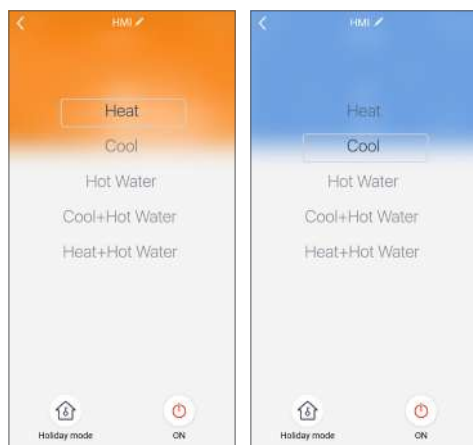 HMI
Heat
Cool
Hot Water
Cool+Hot Water
Heat+Hot Water
Holiday mode
ON
HMI
Heat
Cool
Hot Water
Cool+Hot Water
Heat+Hot Water
Holiday mode
ON